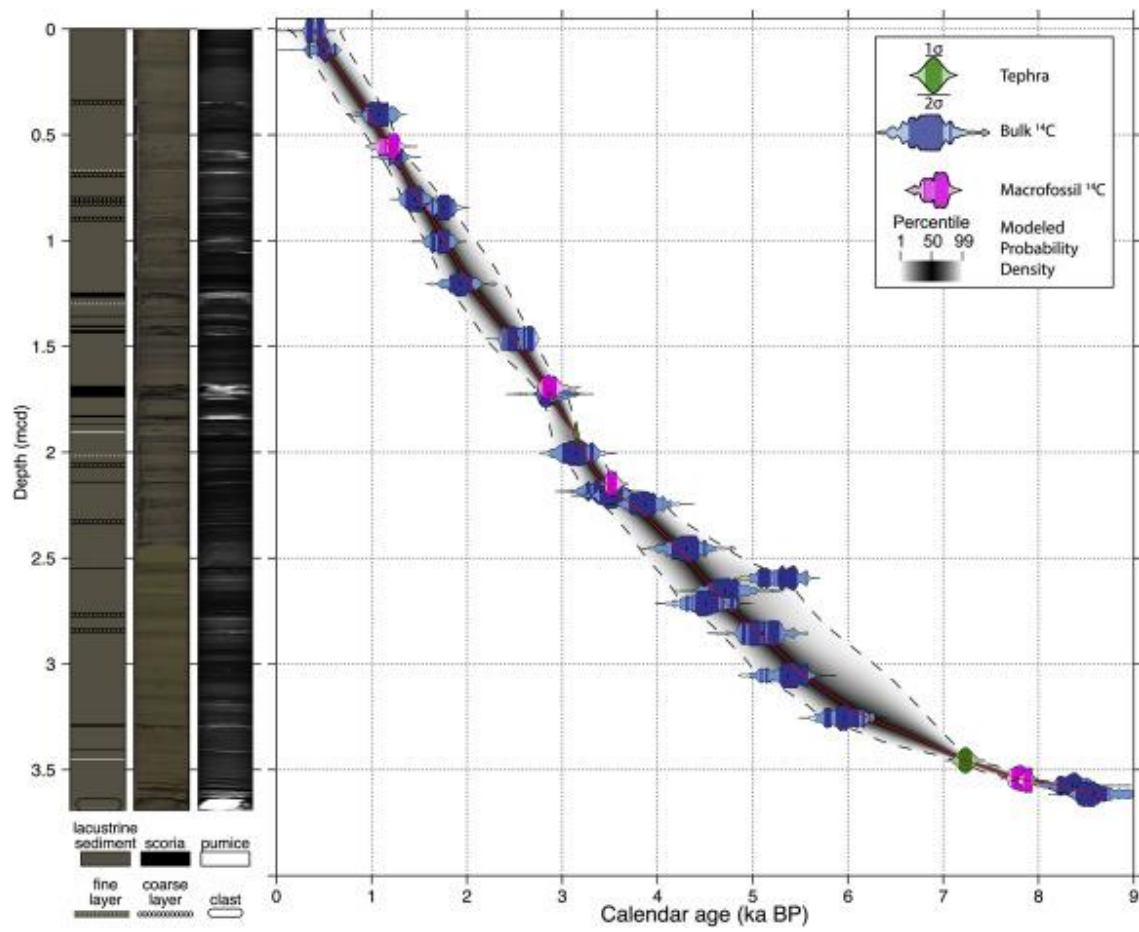 0
0.5
1
1.5
2
2.5
3
3.5
Depth (mcd)
1σ
2σ
Tephra
Bulk ¹⁴C
Macrofossil ¹⁴C
Percentile
1 50 99
Modeled
Probability
Density
lacustrine
sediment
scoria
pumice
fine
layer
coarse
layer
clast
0 1 2 3 4 5 6 7 8 9
Calendar age (ka BP)